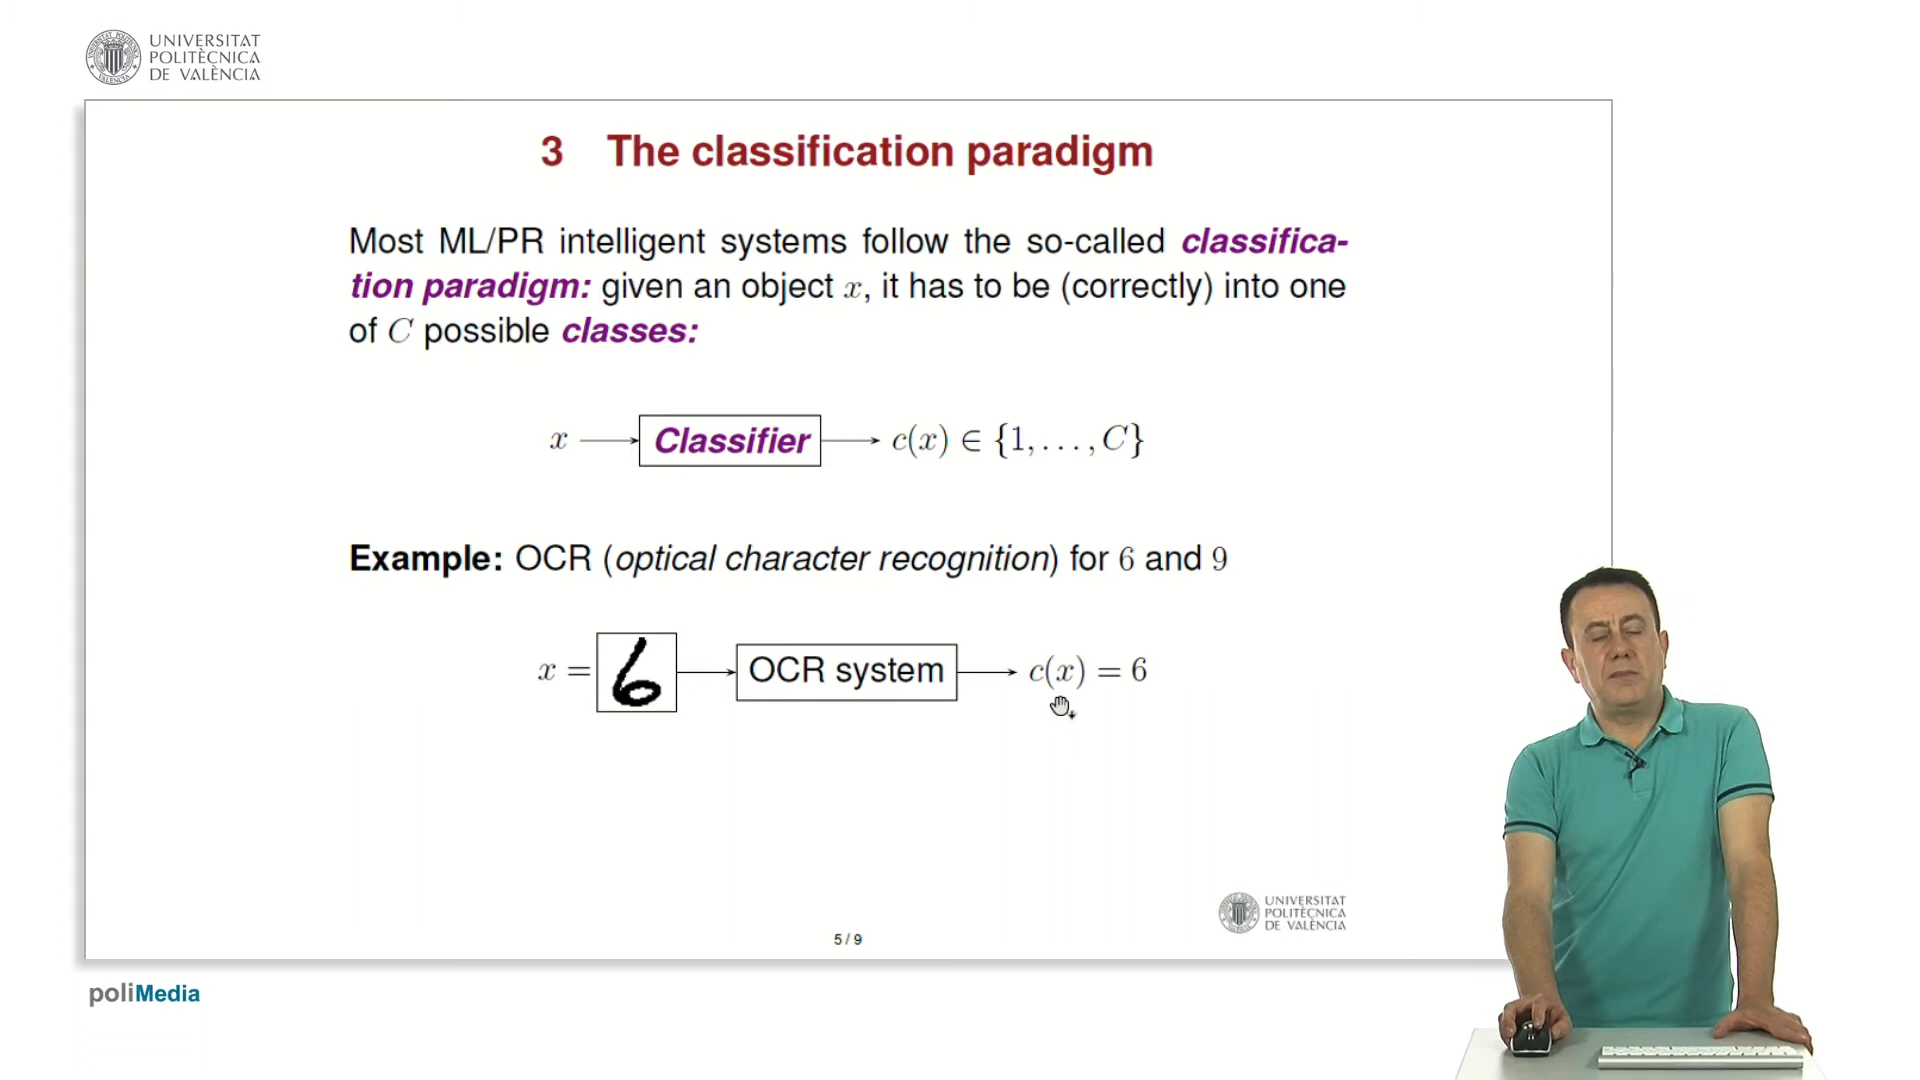 UNIVERSITAT
POLITÈCNICA
DE VALÈNCIA
3 The classification paradigm
Most ML/PR intelligent systems follow the so-called classifica-
tion paradigm: given an object x, it has to be (correctly) into one
of C possible classes:
x Classifier c(x) ∈ {1, . . . , C}
Example: OCR (optical character recognition) for 6 and 9
x = 6 OCR system c(x) = 6
UNIVERSITAT
POLITÈCNICA
DE VALÈNCIA
5 / 9
poliMedia